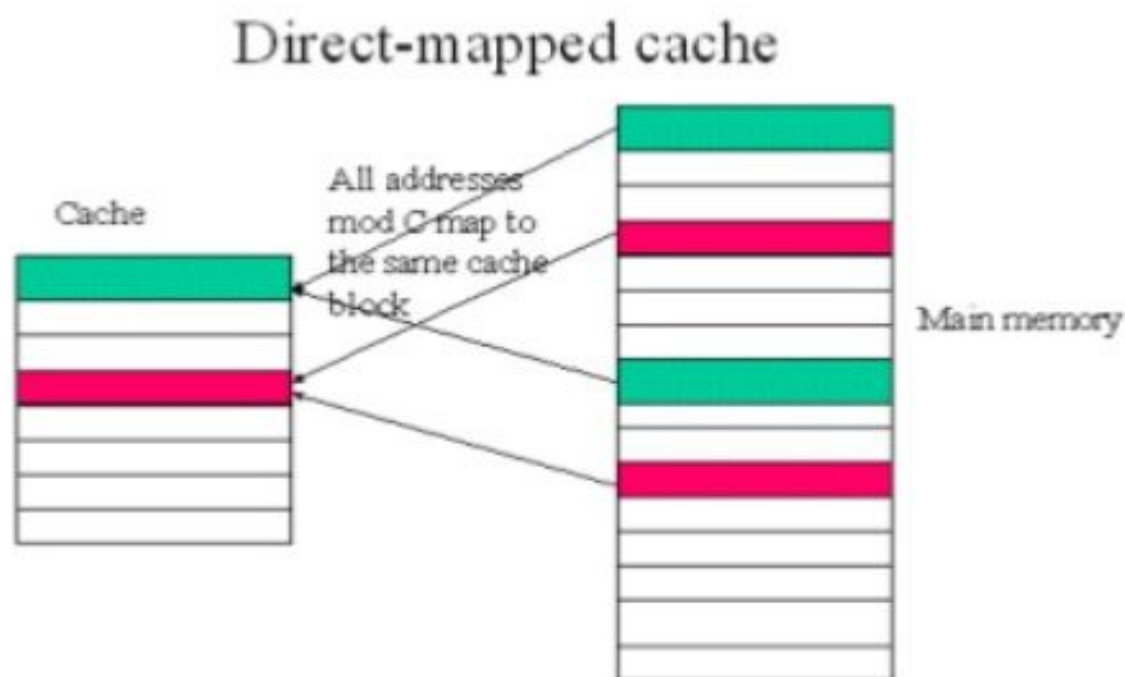 Direct-mapped cache
All addresses
mod C map to
the same cache
block
Cache
Main memory